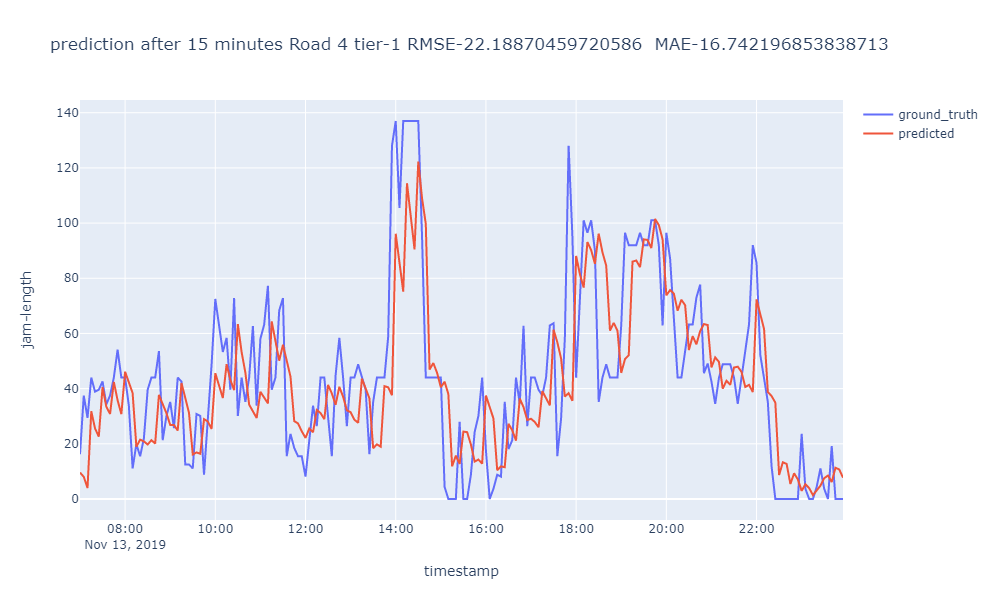 prediction after 15 minutes Road 4 tier-1 RMSE-22.18870459720586  MAE-16.742196853838713
ground_truth
predicted
jam-length
140
120
100
80
60
40
20
0
08:00 10:00 12:00 14:00 16:00 18:00 20:00 22:00
Nov 13, 2019
timestamp